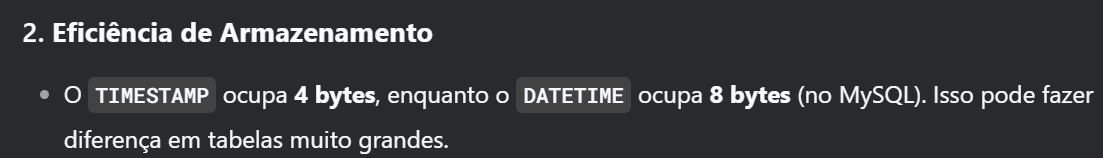 2. Eficiência de Armazenamento
• O TIMESTAMP ocupa 4 bytes, enquanto o DATETIME ocupa 8 bytes (no MySQL). Isso pode fazer
diferença em tabelas muito grandes.